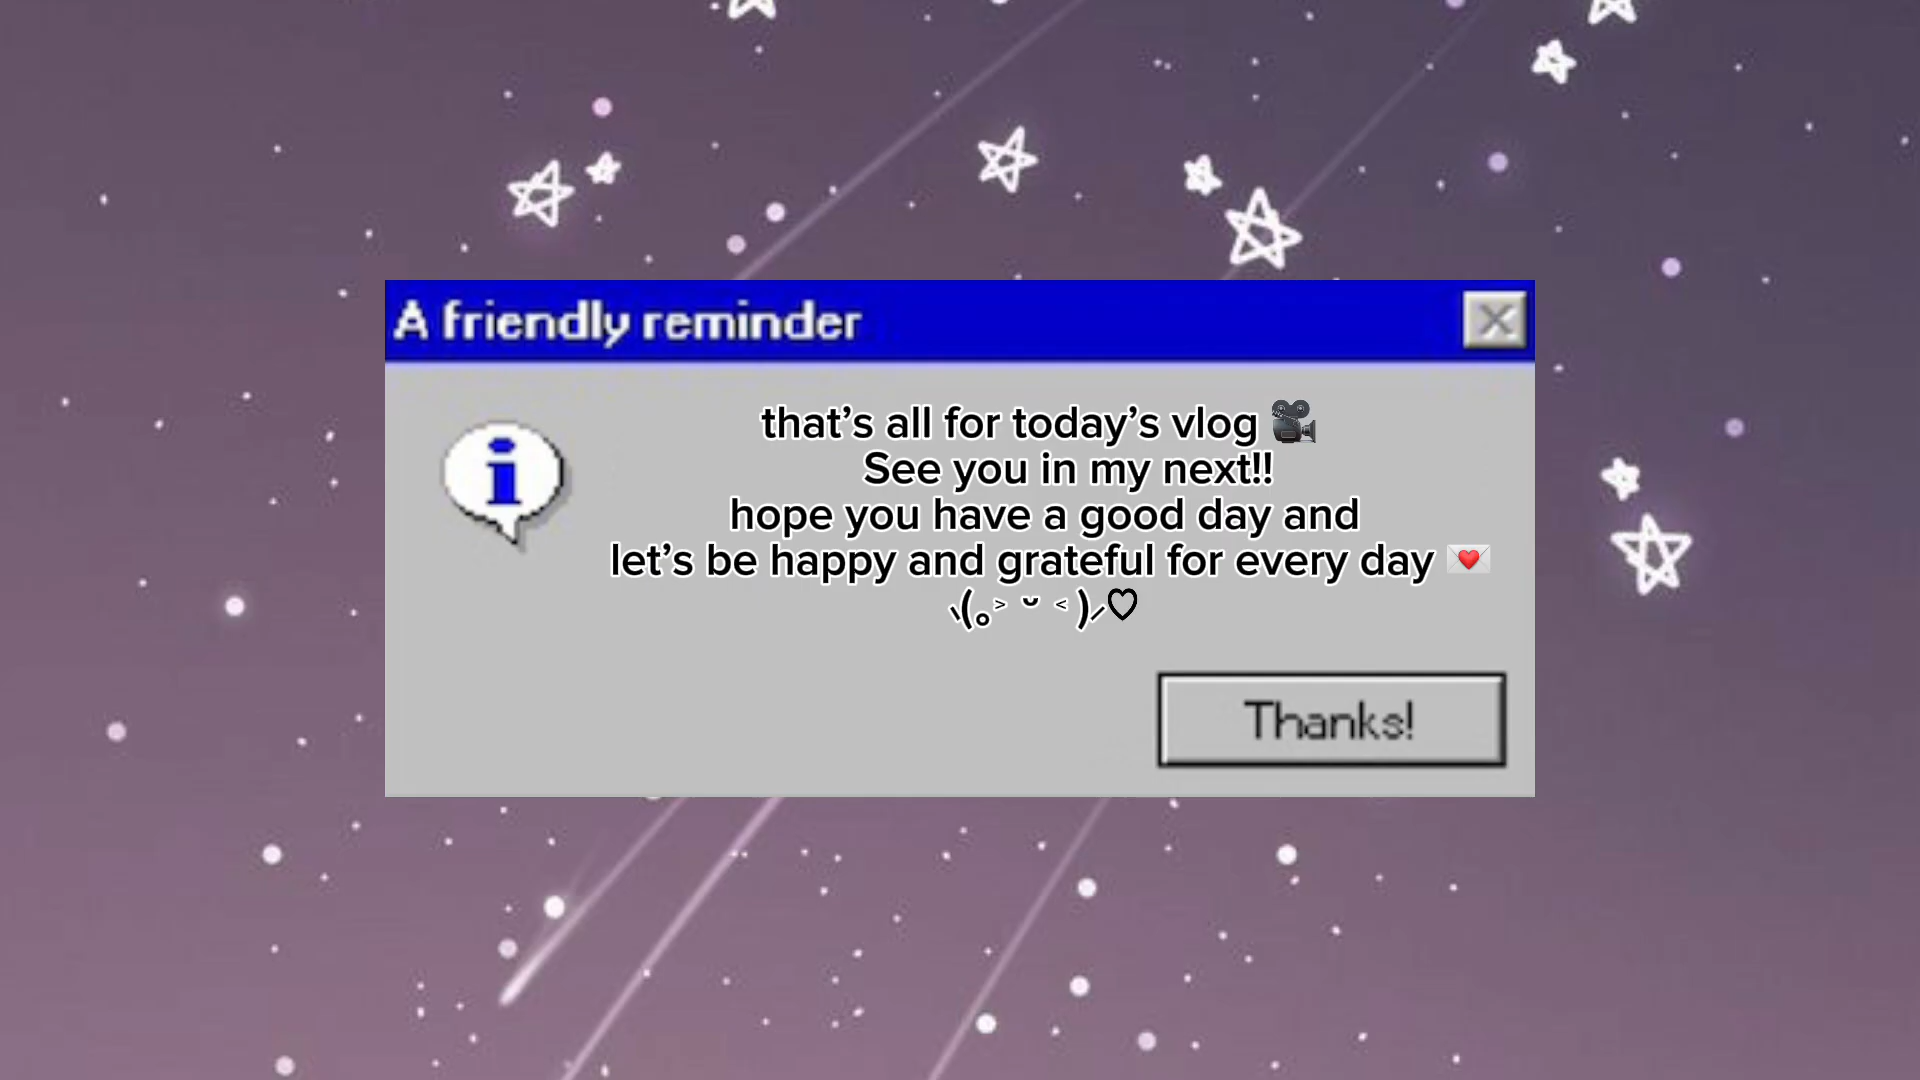 A friendly reminder
that’s all for today’s vlog 🎥
See you in my next!!
hope you have a good day and
let’s be happy and grateful for every day 💌
⸜(｡˃ ᵕ ˂ )⸝♡
Thanks!